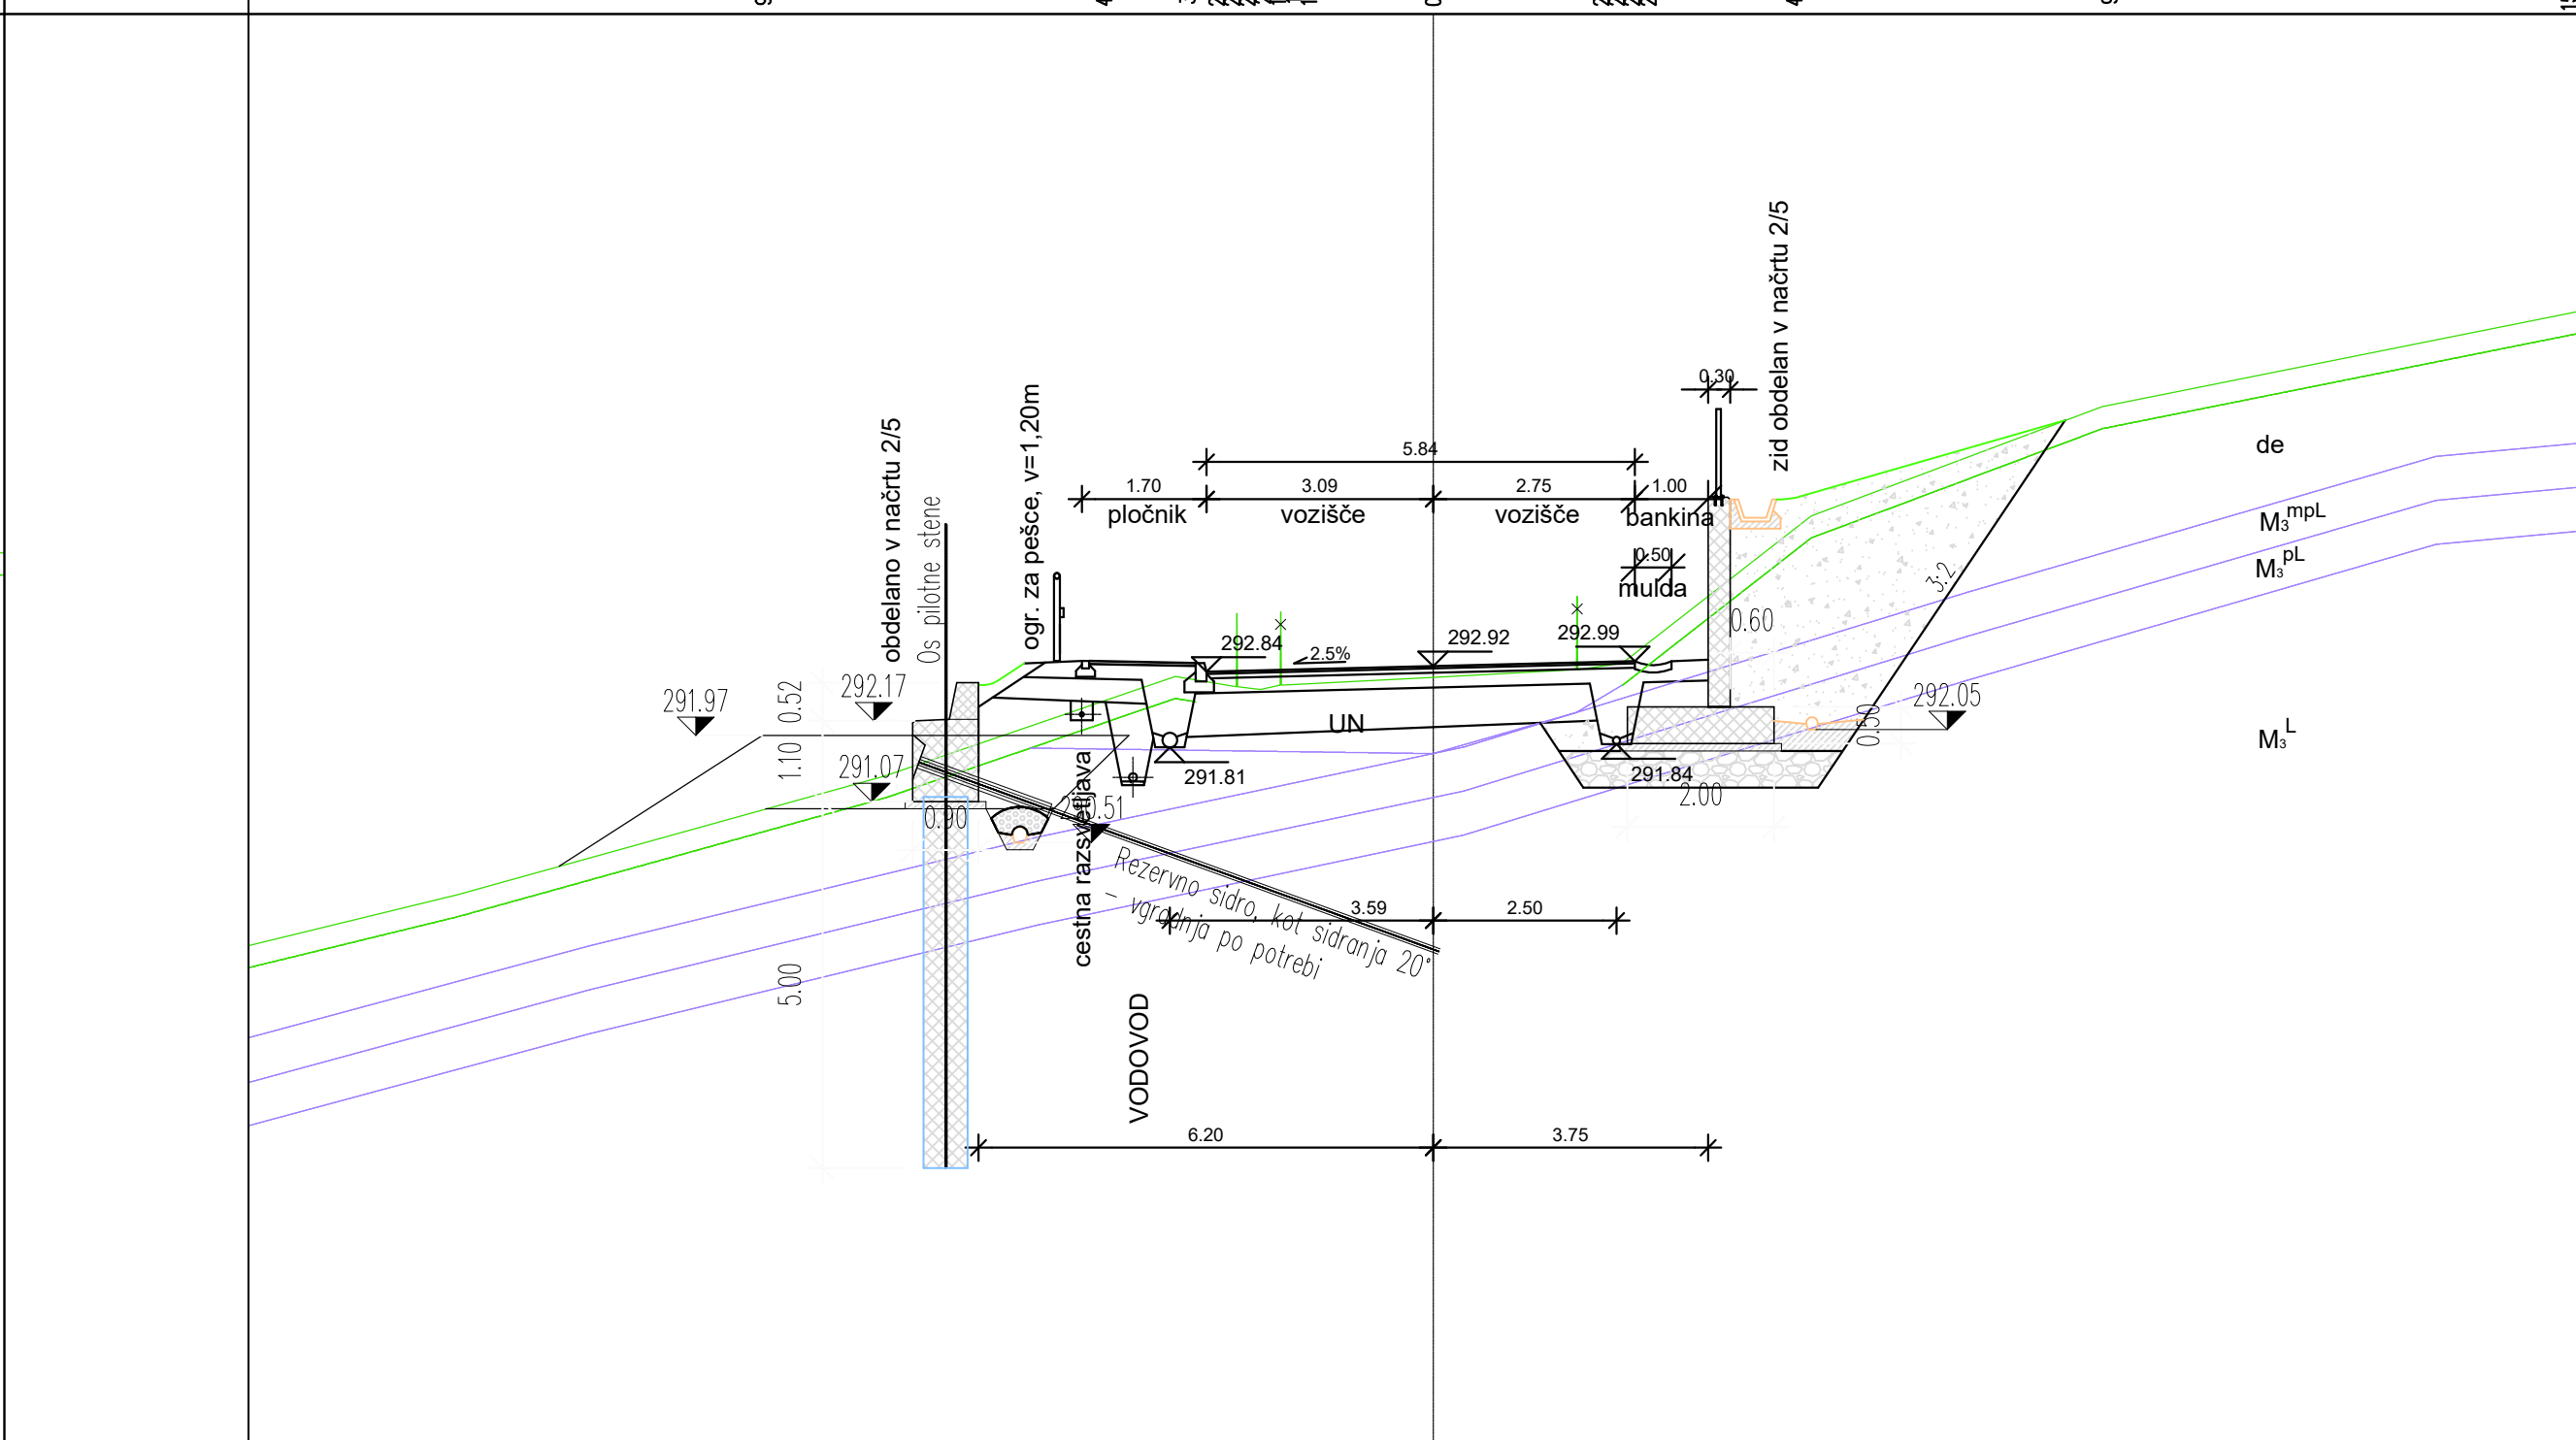 zid obdelan v načrtu 2/5
0.30
obdelano v načrtu 2/5
Os pilotne stene
ogr. za pešce, v=1,20m
5.84
1.70
3.09
2.75
1.00
pločnik
vozišče
vozišče
bankina
0.50
mulda
de
M₃ᵐᵖᴸ
M₃ᵖᴸ
M₃ᴸ
3:2
0.60
292.84
2.5%
292.92
292.99
291.97
292.17
0.52
1.10
291.07
0.90
UN
291.81
291.84
2.00
292.05
0.50
cestna razsvetljava
Rezervno sidro, kot sidranja 20°
– vgradnja po potrebi
3.59
2.50
5.00
VODOVOD
6.20
3.75